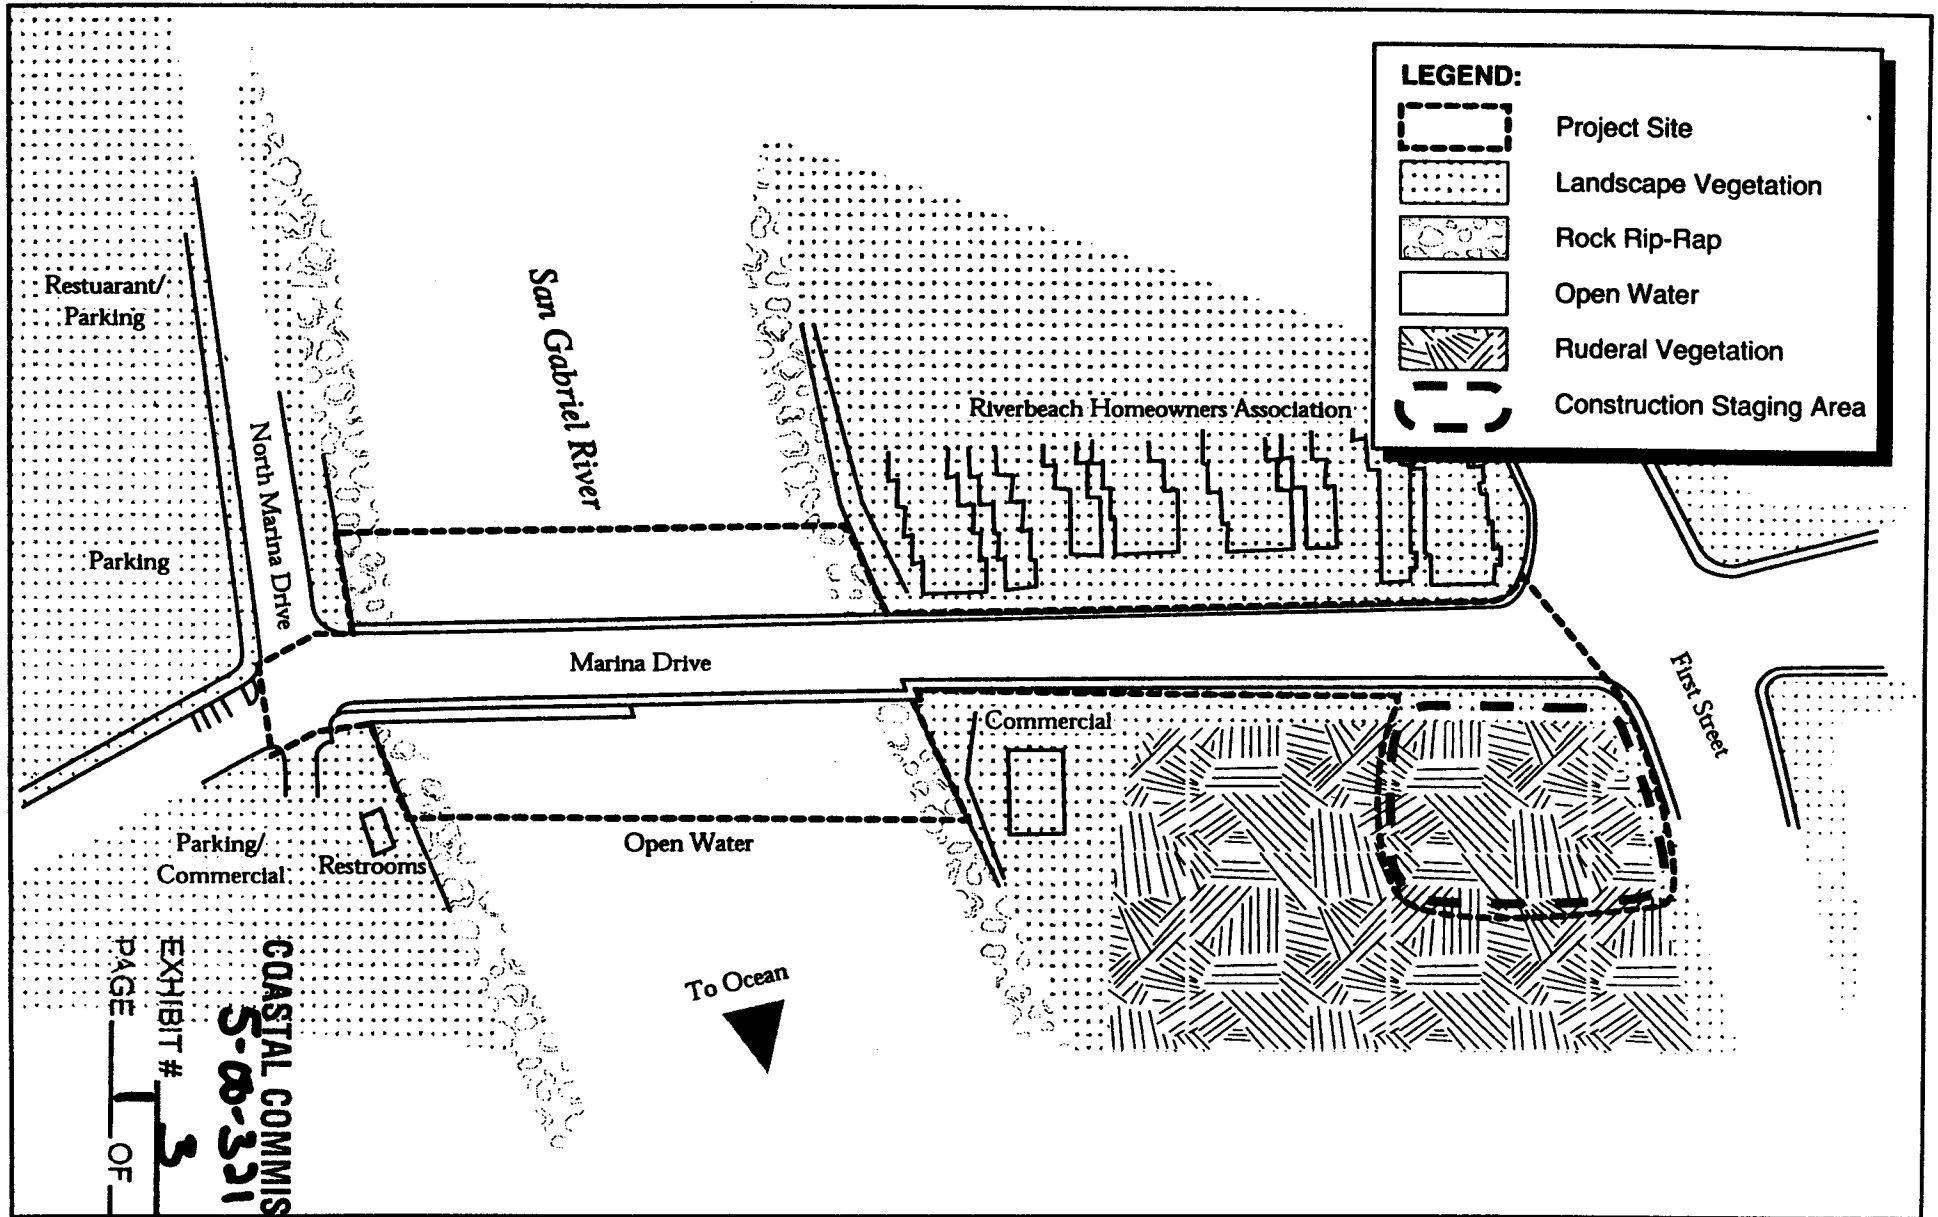 LEGEND:
Project Site
Landscape Vegetation
Rock Rip-Rap
Open Water
Ruderal Vegetation
Construction Staging Area
Restuarant/
Parking
San Gabriel River
Riverbeach Homeowners Association
North Marina Drive
Parking
Marina Drive
First Street
Commercial
Open Water
Parking/
Commercial
Restrooms
To Ocean
COASTAL COMMIS
5-00-321
EXHIBIT # 3
PAGE 1 OF